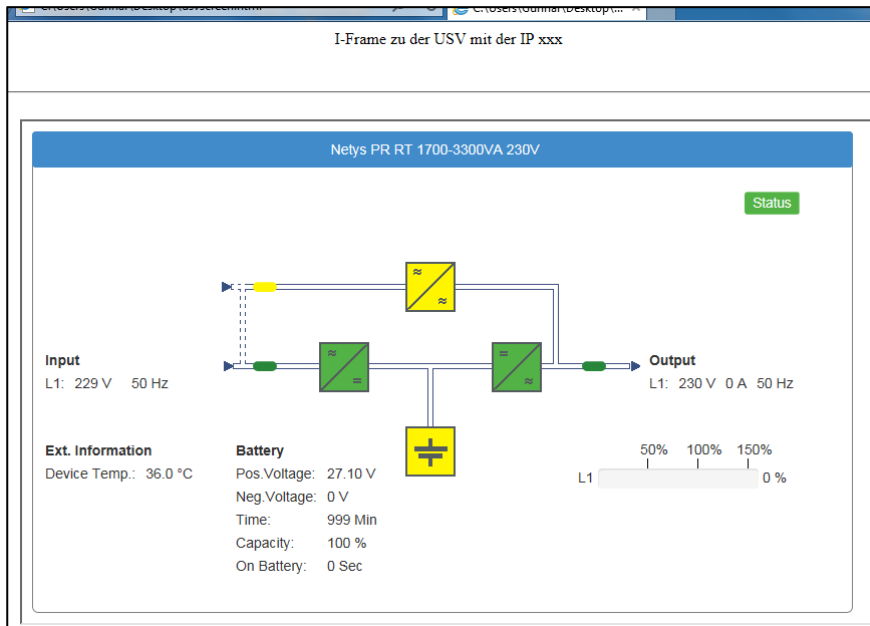 I-Frame zu der USV mit der IP xxx
Netys PR RT 1700-3300VA 230V
Status
Input
L1: 229 V 50 Hz
Output
L1: 230 V 0 A 50 Hz
Ext. Information
Device Temp.: 36.0 °C
Battery
Pos.Voltage: 27.10 V
Neg.Voltage: 0 V
Time: 999 Min
Capacity: 100 %
On Battery: 0 Sec
50% 100% 150%
L1 0 %